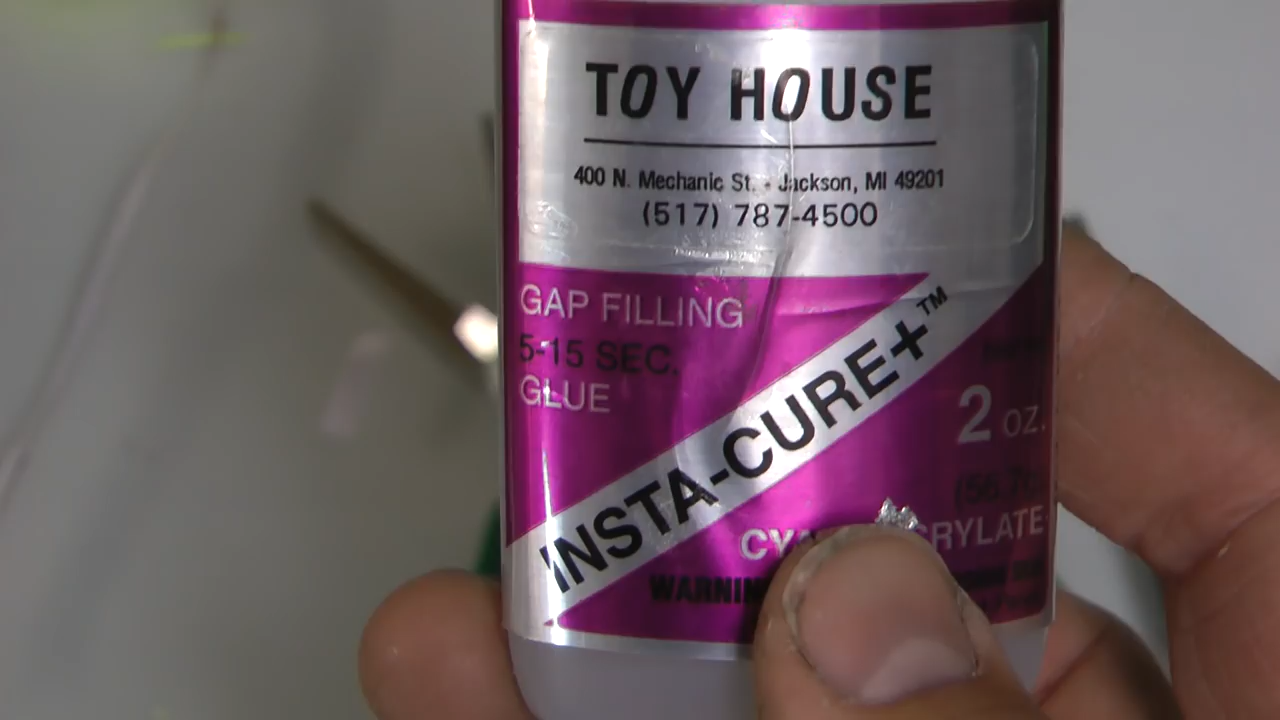 TOY HOUSE
400 N. Mechanic St. - Jackson, MI 49201
(517) 787-4500
GAP FILLING
5-15 SEC.
GLUE
INSTA-CURE+™
2 OZ.